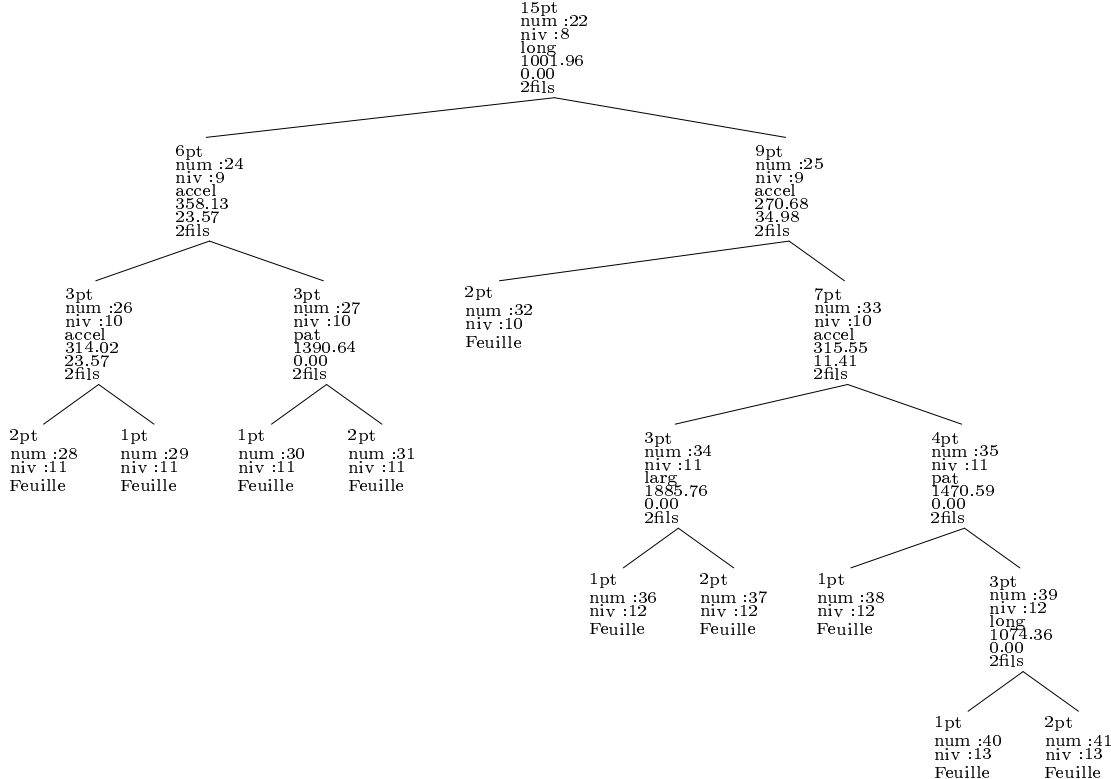 15pt
num :22
niv :8
long
1001.96
0.00
2fils
6pt
num :24
niv :9
accel
358.13
23.57
2fils
9pt
num :25
niv :9
accel
270.68
34.98
2fils
3pt
num :26
niv :10
accel
314.02
23.57
2fils
3pt
num :27
niv :10
pat
1390.64
0.00
2fils
2pt
num :32
niv :10
Feuille
7pt
num :33
niv :10
accel
315.55
11.41
2fils
2pt
num :28
niv :11
Feuille
1pt
num :29
niv :11
Feuille
1pt
num :30
niv :11
Feuille
2pt
num :31
niv :11
Feuille
3pt
num :34
niv :11
larg
1885.76
0.00
2fils
4pt
num :35
niv :11
pat
1470.59
0.00
2fils
1pt
num :36
niv :12
Feuille
2pt
num :37
niv :12
Feuille
1pt
num :38
niv :12
Feuille
3pt
num :39
niv :12
long
1074.36
0.00
2fils
1pt
num :40
niv :13
Feuille
2pt
num :41
niv :13
Feuille